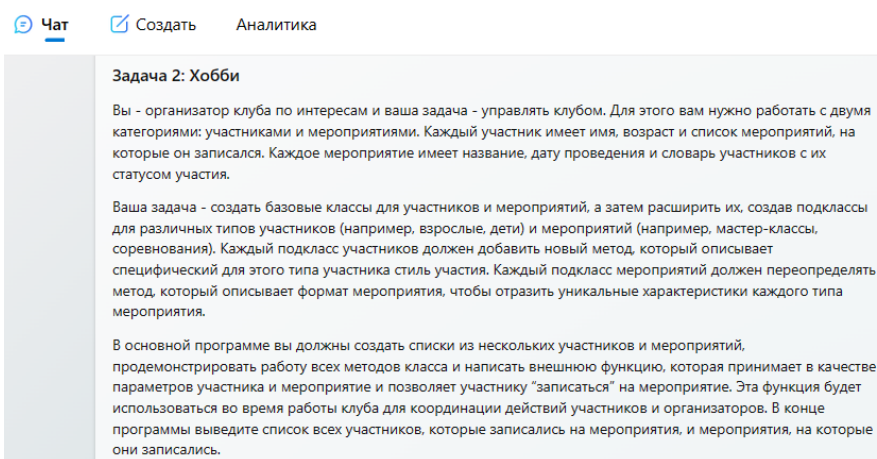 Чат Создать Аналитика
Задача 2: Хобби
Вы - организатор клуба по интересам и ваша задача - управлять клубом. Для этого вам нужно работать с двумя
категориями: участниками и мероприятиями. Каждый участник имеет имя, возраст и список мероприятий, на
которые он записался. Каждое мероприятие имеет название, дату проведения и словарь участников с их
статусом участия.
Ваша задача - создать базовые классы для участников и мероприятий, а затем расширить их, создав подклассы
для различных типов участников (например, взрослые, дети) и мероприятий (например, мастер-классы,
соревнования). Каждый подкласс участников должен добавить новый метод, который описывает
специфический для этого типа участника стиль участия. Каждый подкласс мероприятий должен переопределять
метод, который описывает формат мероприятия, чтобы отразить уникальные характеристики каждого типа
мероприятия.
В основной программе вы должны создать списки из нескольких участников и мероприятий,
продемонстрировать работу всех методов класса и написать внешнюю функцию, которая принимает в качестве
параметров участника и мероприятие и позволяет участнику “записаться” на мероприятие. Эта функция будет
использоваться во время работы клуба для координации действий участников и организаторов. В конце
программы выведите список всех участников, которые записались на мероприятия, и мероприятия, на которые
они записались.